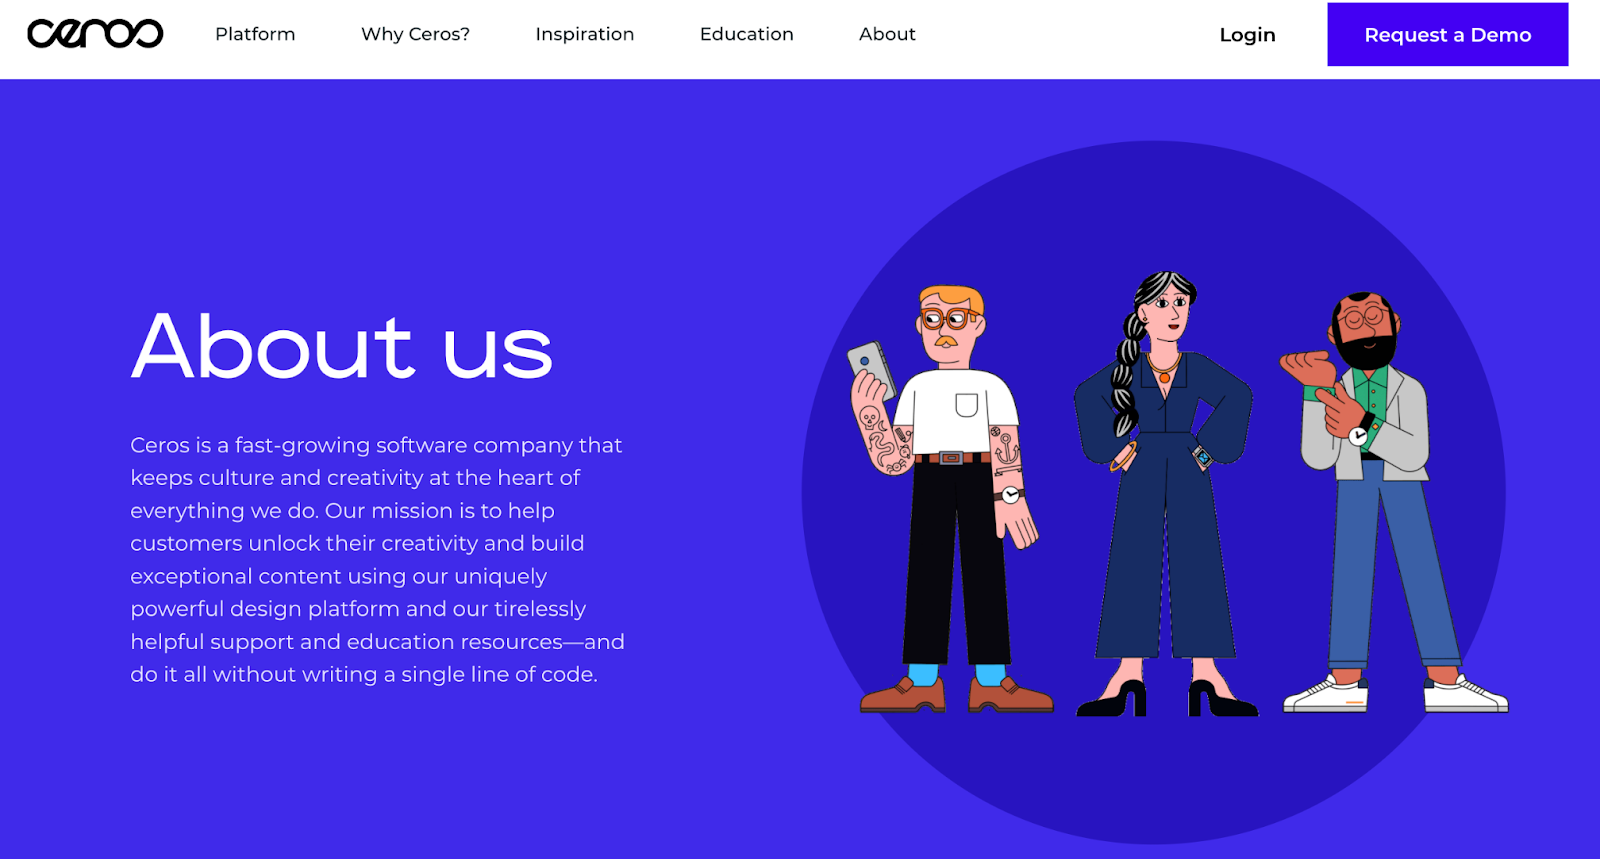 ceros
Platform
Why Ceros?
Inspiration
Education
About
Login
Request a Demo
About us
Ceros is a fast-growing software company that
keeps culture and creativity at the heart of
everything we do. Our mission is to help
customers unlock their creativity and build
exceptional content using our uniquely
powerful design platform and our tirelessly
helpful support and education resources—and
do it all without writing a single line of code.